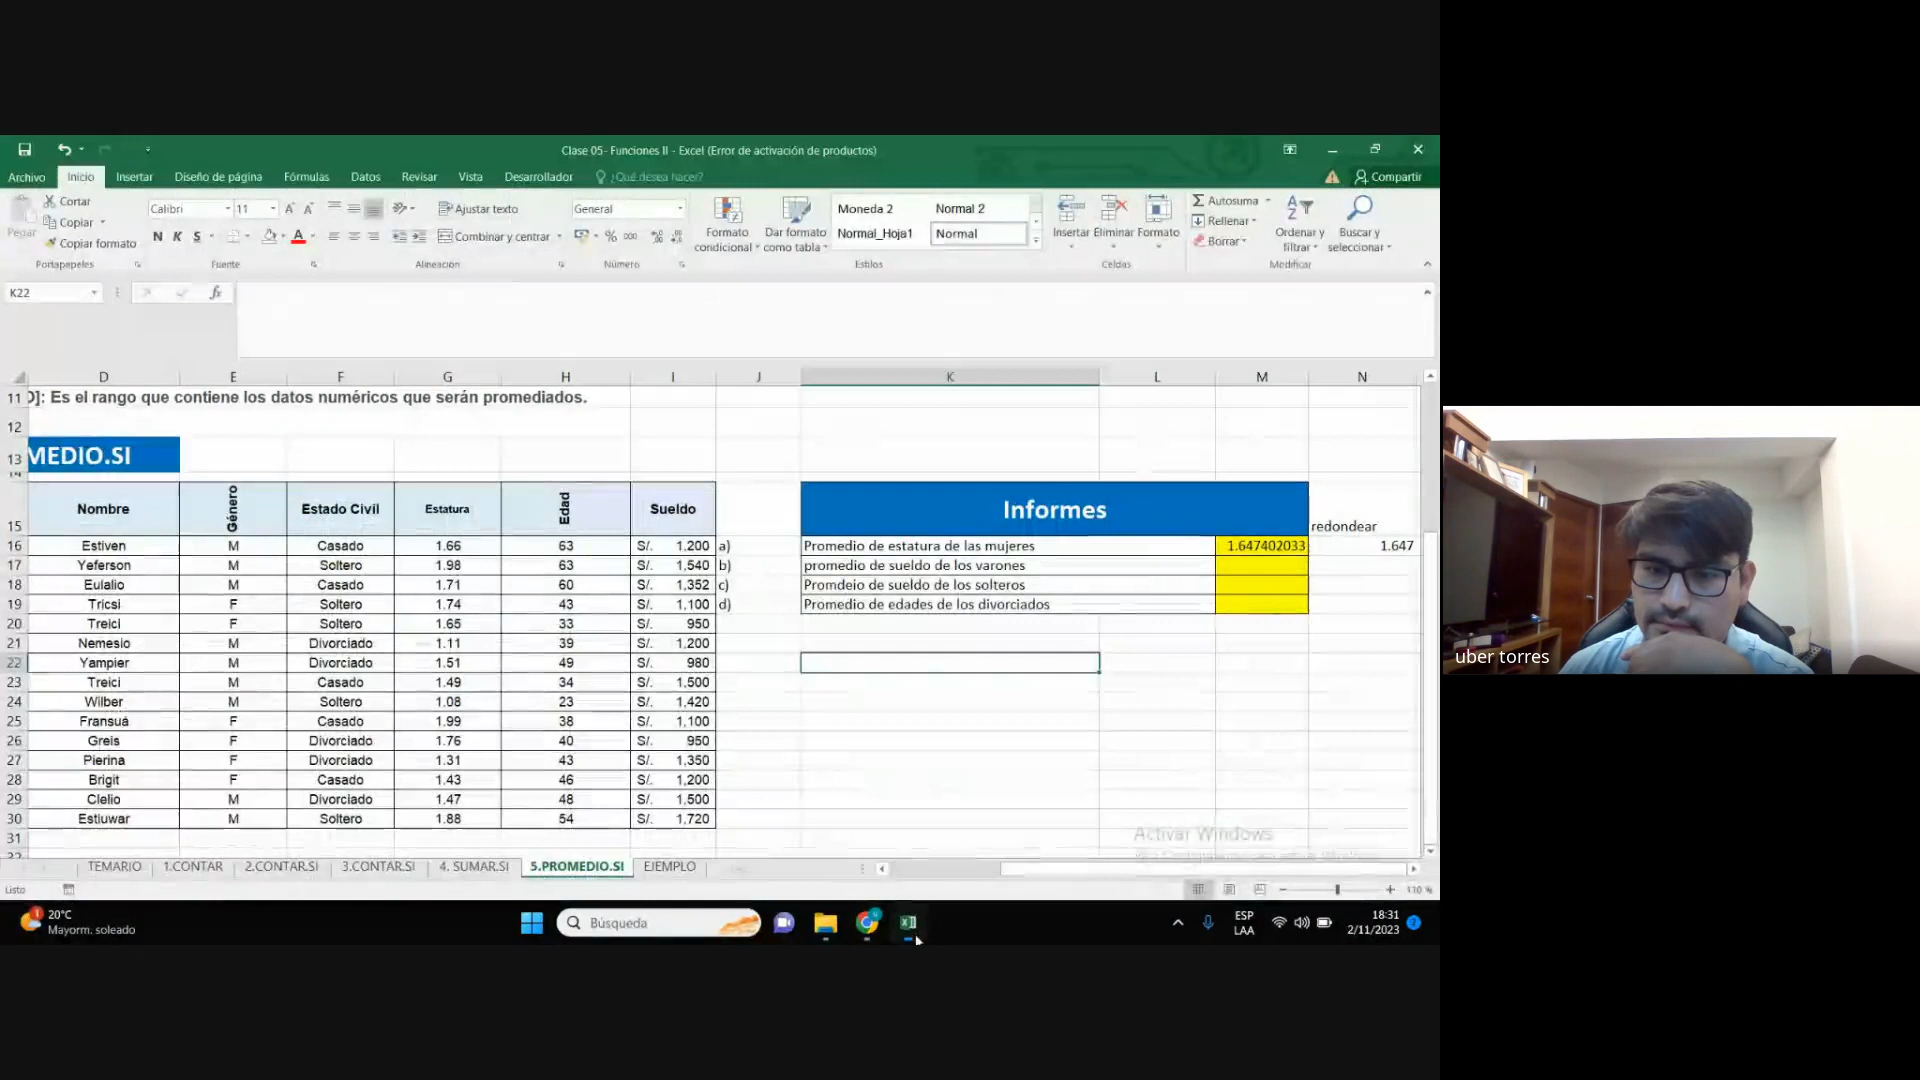 Clase 05- Funciones II - Excel (Error de activación de productos)
Archivo Inicio Insertar Diseño de página Fórmulas Datos Revisar Vista Desarrollador ¿Qué desea hacer? Compartir
Cortar
Copiar
Copiar formato
Pegar
Portapapeles
Calibri 11
N K S
Fuente
Ajustar texto
Combinar y centrar
Alineación
General
% 000
Número
Formato condicional
Dar formato como tabla
Moneda 2 Normal 2
Normal_Hoja1 Normal
Estilos
Insertar Eliminar Formato
Celdas
Autosuma
Rellenar
Borrar
Ordenar y filtrar
Buscar y seleccionar
Modificar
K22 fx
D E F G H I J K L M N
11 O]: Es el rango que contiene los datos numéricos que serán promediados.
12
13 MEDIO.SI
14
15 Nombre Género Estado Civil Estatura Edad Sueldo Informes redondear
16 Estiven M Casado 1.66 63 S/. 1,200 a) Promedio de estatura de las mujeres 1.647402033 1.647
17 Yeferson M Soltero 1.98 63 S/. 1,540 b) promedio de sueldo de los varones
18 Eulalio M Casado 1.71 60 S/. 1,352 c) Promdeio de sueldo de los solteros
19 Tricsi F Soltero 1.74 43 S/. 1,100 d) Promedio de edades de los divorciados
20 Treici F Soltero 1.65 33 S/. 950
21 Nemesio M Divorciado 1.11 39 S/. 1,200
22 Yampier M Divorciado 1.51 49 S/. 980
23 Treici M Casado 1.49 34 S/. 1,500
24 Wilber M Soltero 1.08 23 S/. 1,420
25 Fransuá F Casado 1.99 38 S/. 1,100
26 Greis F Divorciado 1.76 40 S/. 950
27 Pierina F Divorciado 1.31 43 S/. 1,350
28 Brigit F Casado 1.43 46 S/. 1,200
29 Clelio M Divorciado 1.47 48 S/. 1,500
30 Estiuwar M Soltero 1.88 54 S/. 1,720
31
Activar Windows
TEMARIO 1.CONTAR 2.CONTAR.SI 3.CONTAR.SI 4. SUMAR.SI 5.PROMEDIO.SI EJEMPLO
Listo 110 %
20°C
Mayorm. soleado
Búsqueda
ESP
LAA
18:31
2/11/2023
uber torres